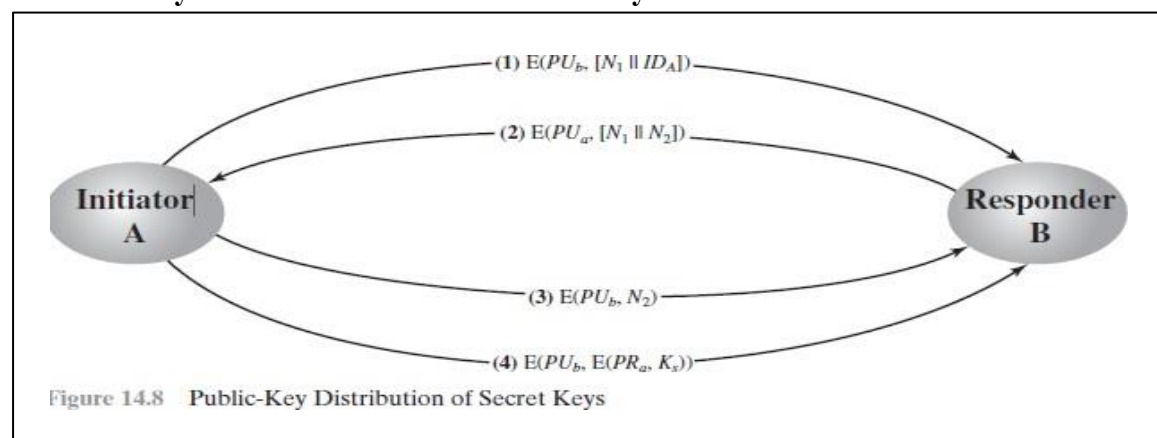 (1) E(PU_b, [N_1 || ID_A])
(2) E(PU_a, [N_1 || N_2])
Initiator
A
Responder
B
(3) E(PU_b, N_2)
(4) E(PU_b, E(PR_a, K_s))
Figure 14.8 Public-Key Distribution of Secret Keys